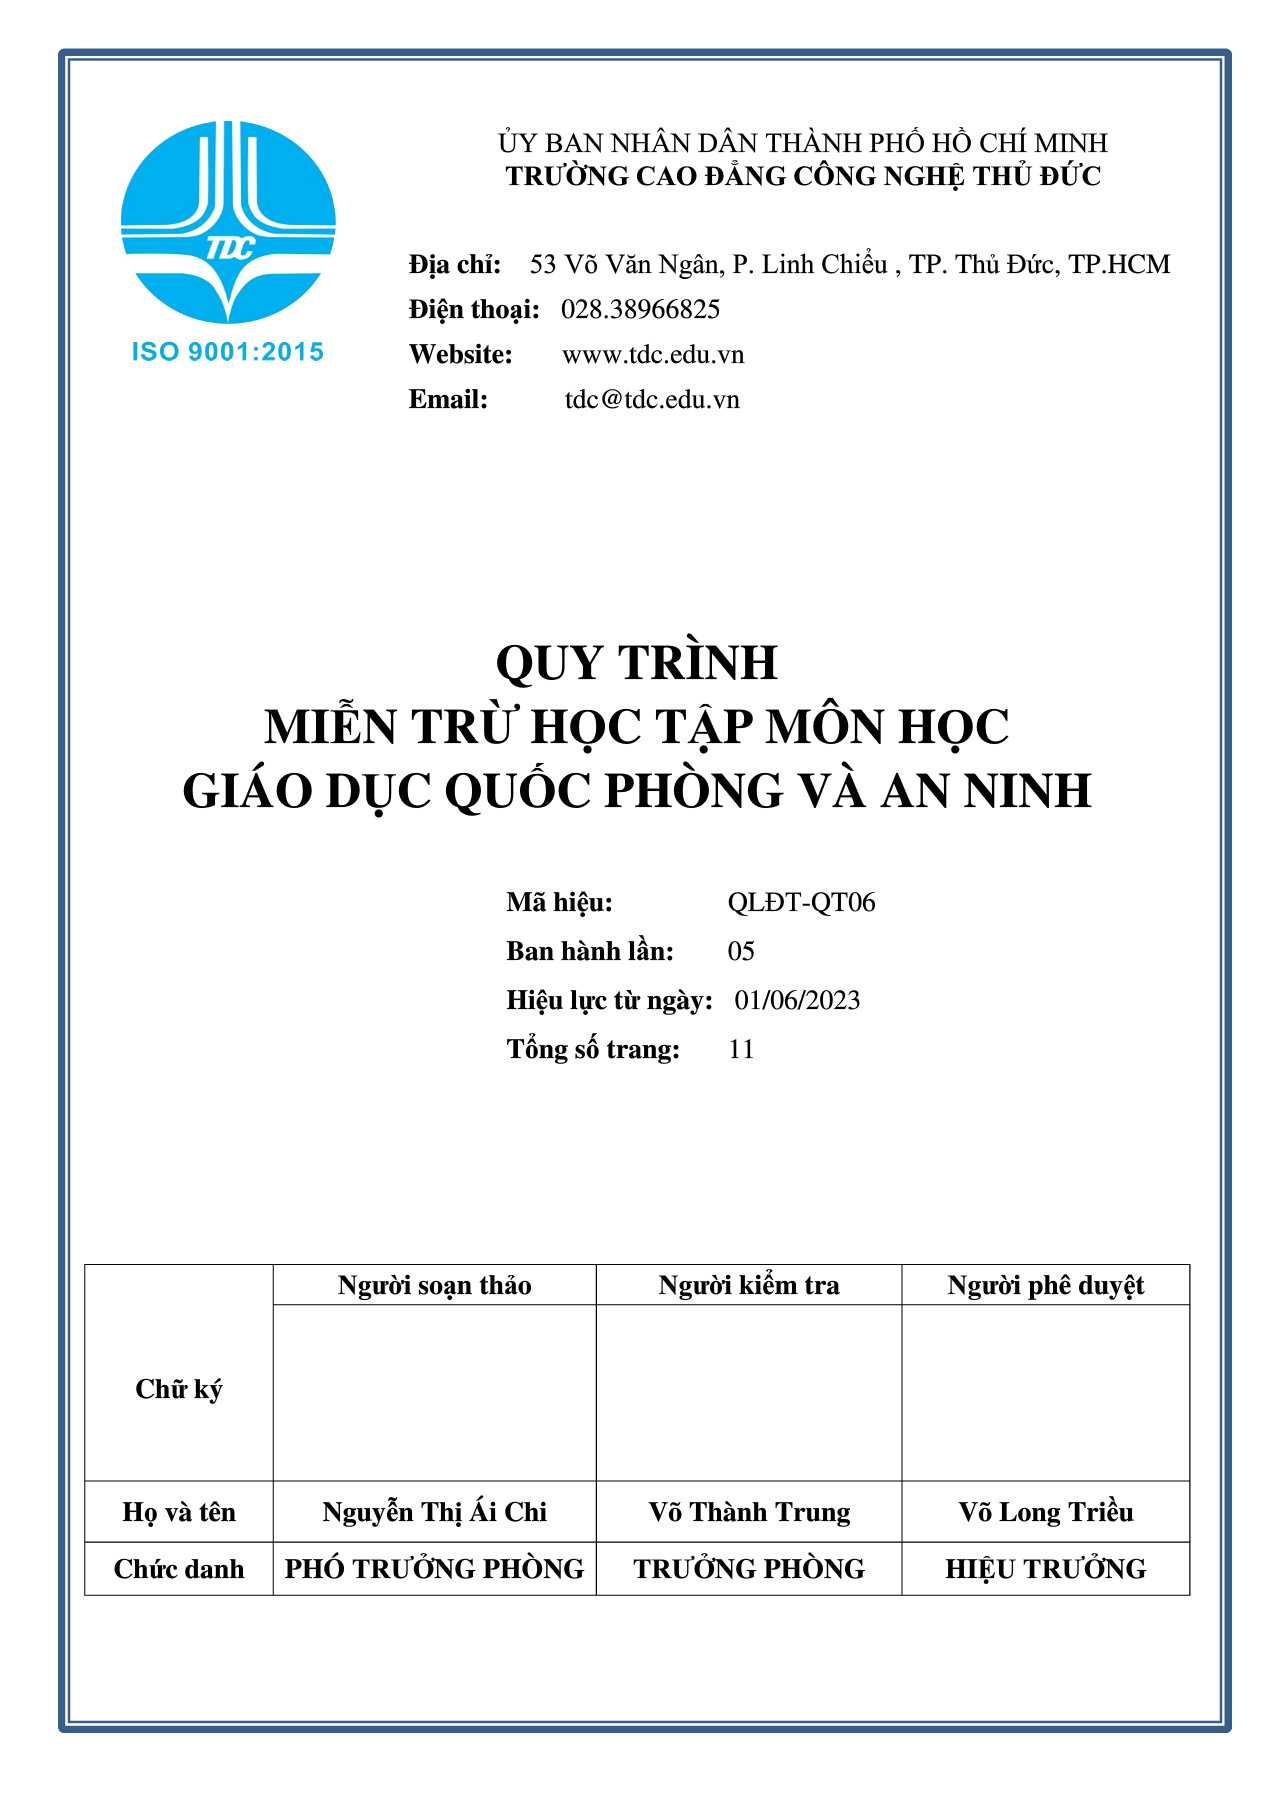 TDC
ISO 9001:2015
ỦY BAN NHÂN DÂN THÀNH PHỐ HỒ CHÍ MINH
TRƯỜNG CAO ĐẲNG CÔNG NGHỆ THỦ ĐỨC
Địa chỉ: 53 Võ Văn Ngân, P. Linh Chiểu , TP. Thủ Đức, TP.HCM
Điện thoại: 028.38966825
Website: www.tdc.edu.vn
Email: tdc@tdc.edu.vn
QUY TRÌNH
MIỄN TRỪ HỌC TẬP MÔN HỌC
GIÁO DỤC QUỐC PHÒNG VÀ AN NINH
Mã hiệu: QLĐT-QT06
Ban hành lần: 05
Hiệu lực từ ngày: 01/06/2023
Tổng số trang: 11
Người soạn thảo Người kiểm tra Người phê duyệt
Chữ ký
Họ và tên Nguyễn Thị Ái Chi Võ Thành Trung Võ Long Triều
Chức danh PHÓ TRƯỞNG PHÒNG TRƯỞNG PHÒNG HIỆU TRƯỞNG